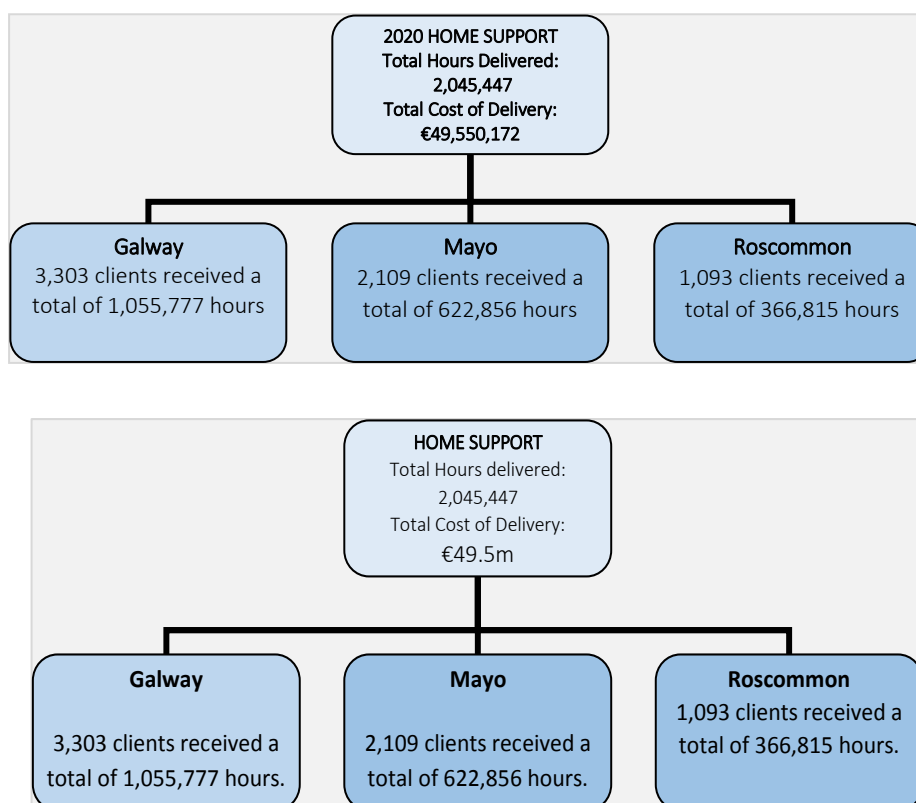 2020 HOME SUPPORT
Total Hours Delivered:
2,045,447
Total Cost of Delivery:
€49,550,172
Galway
3,303 clients received a
total of 1,055,777 hours
Mayo
2,109 clients received a
total of 622,856 hours
Roscommon
1,093 clients received a
total of 366,815 hours
HOME SUPPORT
Total Hours delivered:
2,045,447
Total Cost of Delivery:
€49.5m
Galway
3,303 clients received a
total of 1,055,777 hours.
Mayo
2,109 clients received a
total of 622,856 hours.
Roscommon
1,093 clients received a
total of 366,815 hours.